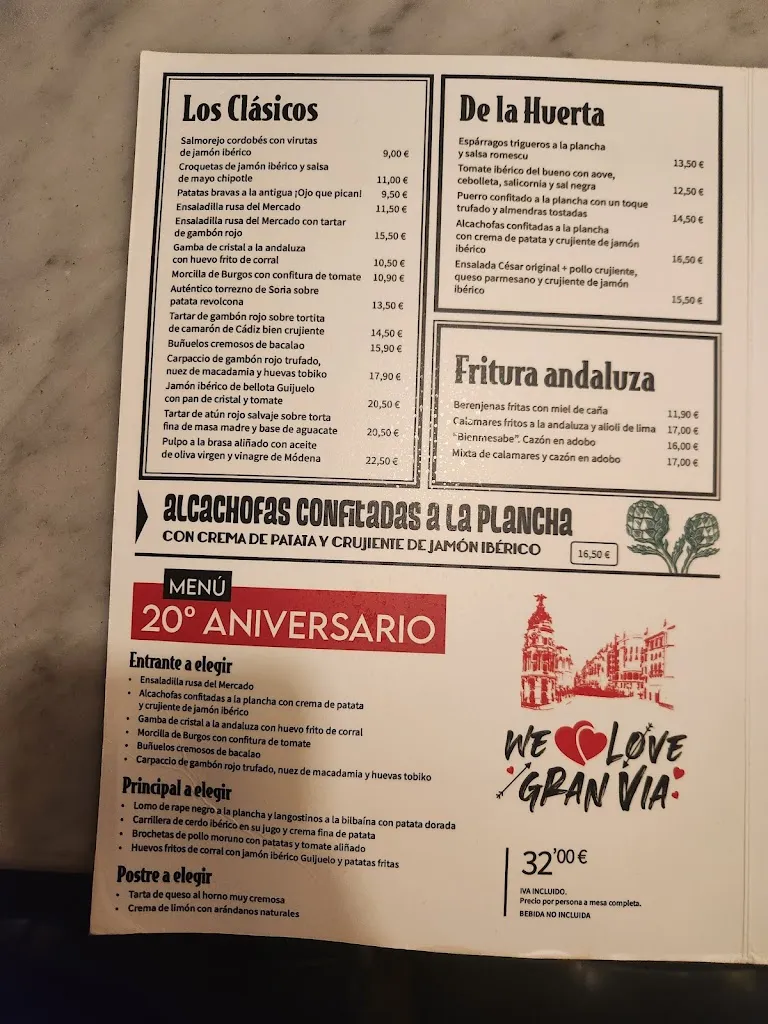 Los Clásicos
Salmorejo cordobés con virutas
de jamón ibérico 9,00 €
Croquetas de jamón ibérico y salsa
de mayo chipotle 11,00 €
Patatas bravas a la antigua ¡Ojo que pican! 9,50 €
Ensaladilla rusa del Mercado 11,50 €
Ensaladilla rusa del Mercado con tartar
de gambón rojo 15,50 €
Gamba de cristal a la andaluza
con huevo frito de corral 10,50 €
Morcilla de Burgos con confitura de tomate 10,90 €
Auténtico torrezno de Soria sobre
patata revolcona 13,50 €
Tartar de gambón rojo sobre tortita
de camarón de Cádiz bien crujiente 14,50 €
Buñuelos cremosos de bacalao 15,90 €
Carpaccio de gambón rojo trufado,
nuez de macadamia y huevas tobiko 17,90 €
Jamón ibérico de bellota Guijuelo
con pan de cristal y tomate 20,50 €
Tartar de atún rojo salvaje sobre torta
fina de masa madre y base de aguacate 20,50 €
Pulpo a la brasa aliñado con aceite
de oliva virgen y vinagre de Módena 22,50 €
De la Huerta
Espárragos trigueros a la plancha
y salsa romescu 13,50 €
Tomate ibérico del bueno con aove,
cebolleta, salicornia y sal negra 12,50 €
Puerro confitado a la plancha con un toque
trufado y almendras tostadas 14,50 €
Alcachofas confitadas a la plancha
con crema de patata y crujiente de jamón
ibérico 16,50 €
Ensalada César original + pollo crujiente,
queso parmesano y crujiente de jamón
ibérico 15,50 €
Fritura andaluza
Berenjenas fritas con miel de caña 11,90 €
Calamares fritos a la andaluza y alioli de lima 17,00 €
"Bienmesabe". Cazón en adobo 16,00 €
Mixta de calamares y cazón en adobo 17,00 €
ALCACHOFAS CONFITADAS A LA PLANCHA
CON CREMA DE PATATA Y CRUJIENTE DE JAMÓN IBÉRICO 16,50 €
MENÚ
20º ANIVERSARIO
Entrante a elegir
• Ensaladilla rusa del Mercado
• Alcachofas confitadas a la plancha con crema de patata
y crujiente de jamón ibérico
• Gamba de cristal a la andaluza con huevo frito de corral
• Morcilla de Burgos con confitura de tomate
• Buñuelos cremosos de bacalao
• Carpaccio de gambón rojo trufado, nuez de macadamia y huevas tobiko
Principal a elegir
• Lomo de rape negro a la plancha y langostinos a la bilbaína con patata dorada
• Carrillera de cerdo ibérico en su jugo y crema fina de patata
• Brochetas de pollo moruno con patatas y tomate aliñado
• Huevos fritos de corral con jamón ibérico Guijuelo y patatas fritas
Postre a elegir
• Tarta de queso al horno muy cremosa
• Crema de limón con arándanos naturales
WE LOVE
GRAN VIA
32'00 €
IVA INCLUIDO.
Precio por persona a mesa completa.
BEBIDA NO INCLUIDA